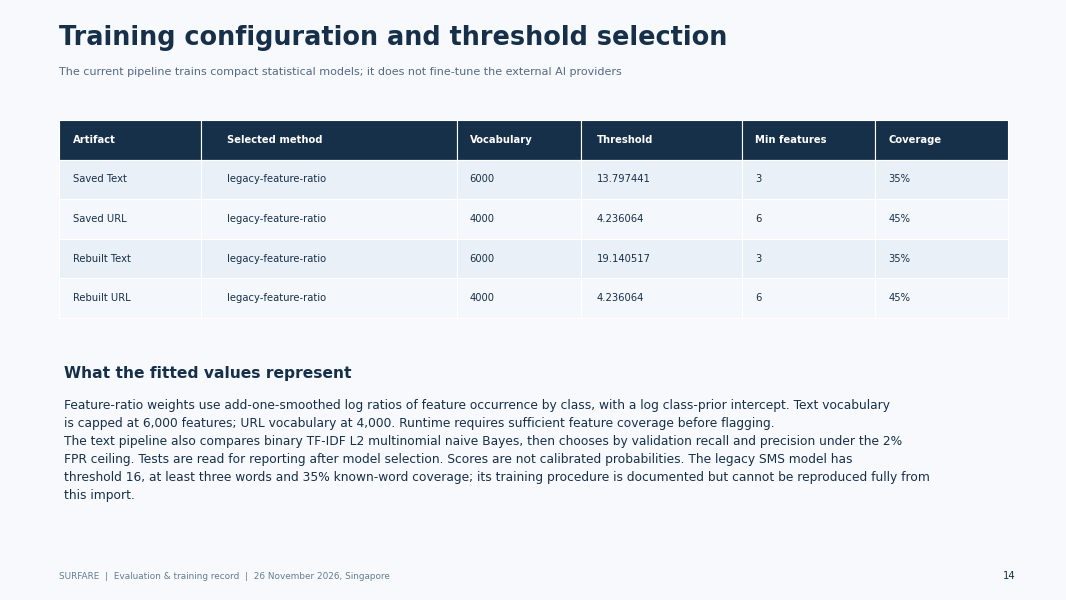 Training configuration and threshold selection
The current pipeline trains compact statistical models; it does not fine-tune the external AI providers
Artifact Selected method Vocabulary Threshold Min features Coverage
Saved Text legacy-feature-ratio 6000 13.797441 3 35%
Saved URL legacy-feature-ratio 4000 4.236064 6 45%
Rebuilt Text legacy-feature-ratio 6000 19.140517 3 35%
Rebuilt URL legacy-feature-ratio 4000 4.236064 6 45%
What the fitted values represent
Feature-ratio weights use add-one-smoothed log ratios of feature occurrence by class, with a log class-prior intercept. Text vocabulary
is capped at 6,000 features; URL vocabulary at 4,000. Runtime requires sufficient feature coverage before flagging.
The text pipeline also compares binary TF-IDF L2 multinomial naive Bayes, then chooses by validation recall and precision under the 2%
FPR ceiling. Tests are read for reporting after model selection. Scores are not calibrated probabilities. The legacy SMS model has
threshold 16, at least three words and 35% known-word coverage; its training procedure is documented but cannot be reproduced fully from
this import.
SURFARE | Evaluation & training record | 26 November 2026, Singapore
14